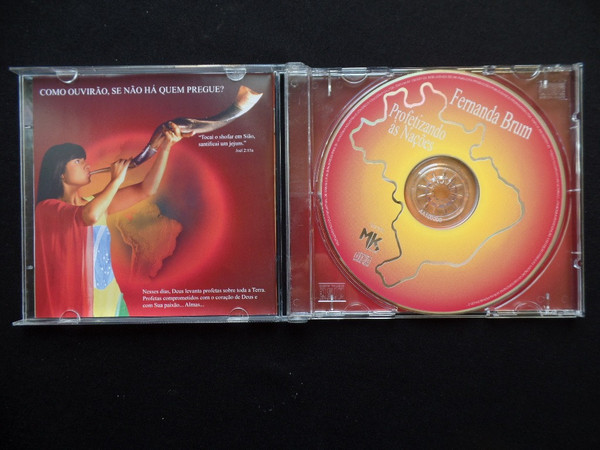 COMO OUVIRÃO, SE NÃO HÁ QUEM PREGUE?
"Tocai o shofar em Sião,
santificai um jejum."
Joel 2:15a
Nesses dias, Deus levanta profetas sobre toda a Terra.
Profetas comprometidos com o coração de Deus e
com Sua paixão... Almas...
Fernanda Brum
Profetizando
as Nações
MK